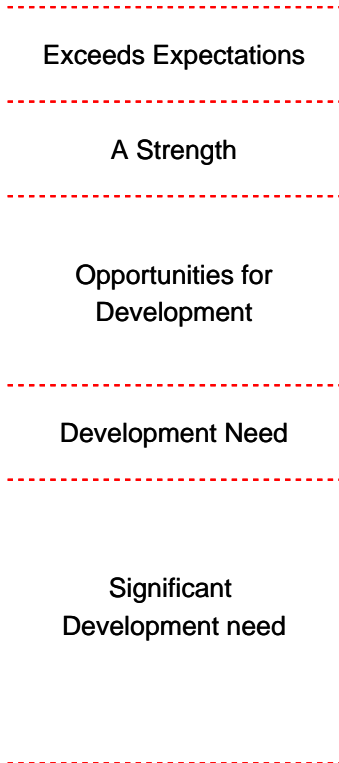 Exceeds Expectations
A Strength
Opportunities for
Development
Development Need
Significant
Development need